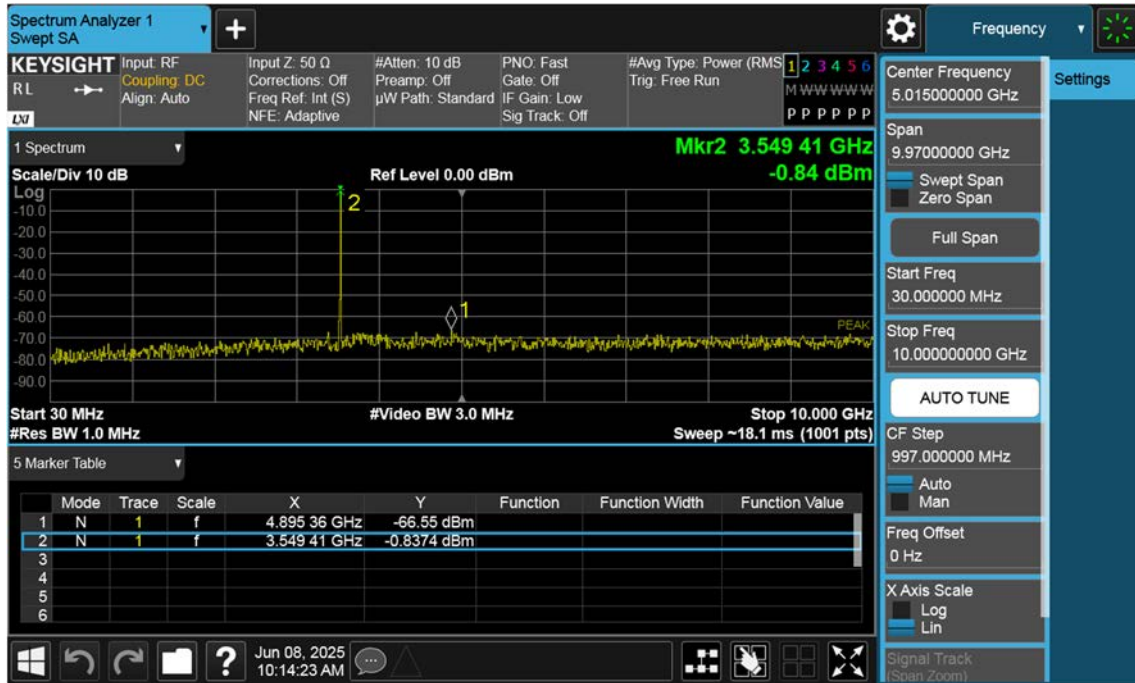 Spectrum Analyzer 1
Swept SA
+
Frequency
KEYSIGHT
RL
LXI
Input: RF
Coupling: DC
Align: Auto
Input Z: 50 Ω
Corrections: Off
Freq Ref: Int (S)
NFE: Adaptive
#Atten: 10 dB
Preamp: Off
µW Path: Standard
PNO: Fast
Gate: Off
IF Gain: Low
Sig Track: Off
#Avg Type: Power (RMS
Trig: Free Run
1 2 3 4 5 6
M W W W W W
P P P P P P
1 Spectrum
Mkr2 3.549 41 GHz
-0.84 dBm
Scale/Div 10 dB
Ref Level 0.00 dBm
Log
-10.0
-20.0
-30.0
-40.0
-50.0
-60.0
-70.0
-80.0
-90.0
2
1
PEAK
Start 30 MHz
#Video BW 3.0 MHz
Stop 10.000 GHz
#Res BW 1.0 MHz
Sweep ~18.1 ms (1001 pts)
5 Marker Table
Mode Trace Scale X Y Function Function Width Function Value
1 N 1 f 4.895 36 GHz -66.55 dBm
2 N 1 f 3.549 41 GHz -0.8374 dBm
3
4
5
6
?
Jun 08, 2025
10:14:23 AM
Center Frequency
5.015000000 GHz
Settings
Span
9.97000000 GHz
Swept Span
Zero Span
Full Span
Start Freq
30.000000 MHz
Stop Freq
10.000000000 GHz
AUTO TUNE
CF Step
997.000000 MHz
Auto
Man
Freq Offset
0 Hz
X Axis Scale
Log
Lin
Signal Track
(Span Zoom)